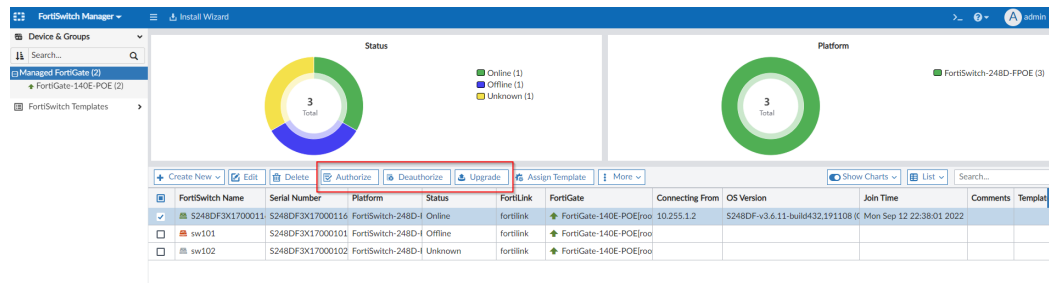 FortiSwitch Manager Install Wizard >_ A admin
Device & Groups
Search...
Managed FortiGate (2)
FortiGate-140E-POE (2)
FortiSwitch Templates
Status
3
Total
Online (1)
Offline (1)
Unknown (1)
Platform
3
Total
FortiSwitch-248D-FPOE (3)
Create New Edit Delete Authorize Deauthorize Upgrade Assign Template More Show Charts List Search...
FortiSwitch Name Serial Number Platform Status FortiLink FortiGate Connecting From OS Version Join Time Comments Templat
S248DF3X1700011 S248DF3X17000116 FortiSwitch-248D- Online fortilink FortiGate-140E-POE[roo 10.255.1.2 S248DF-v3.6.11-build432,191108 ( Mon Sep 12 22:38:01 2022
sw101 S248DF3X17000101 FortiSwitch-248D- Offline fortilink FortiGate-140E-POE[roo
sw102 S248DF3X17000102 FortiSwitch-248D- Unknown fortilink FortiGate-140E-POE[roo